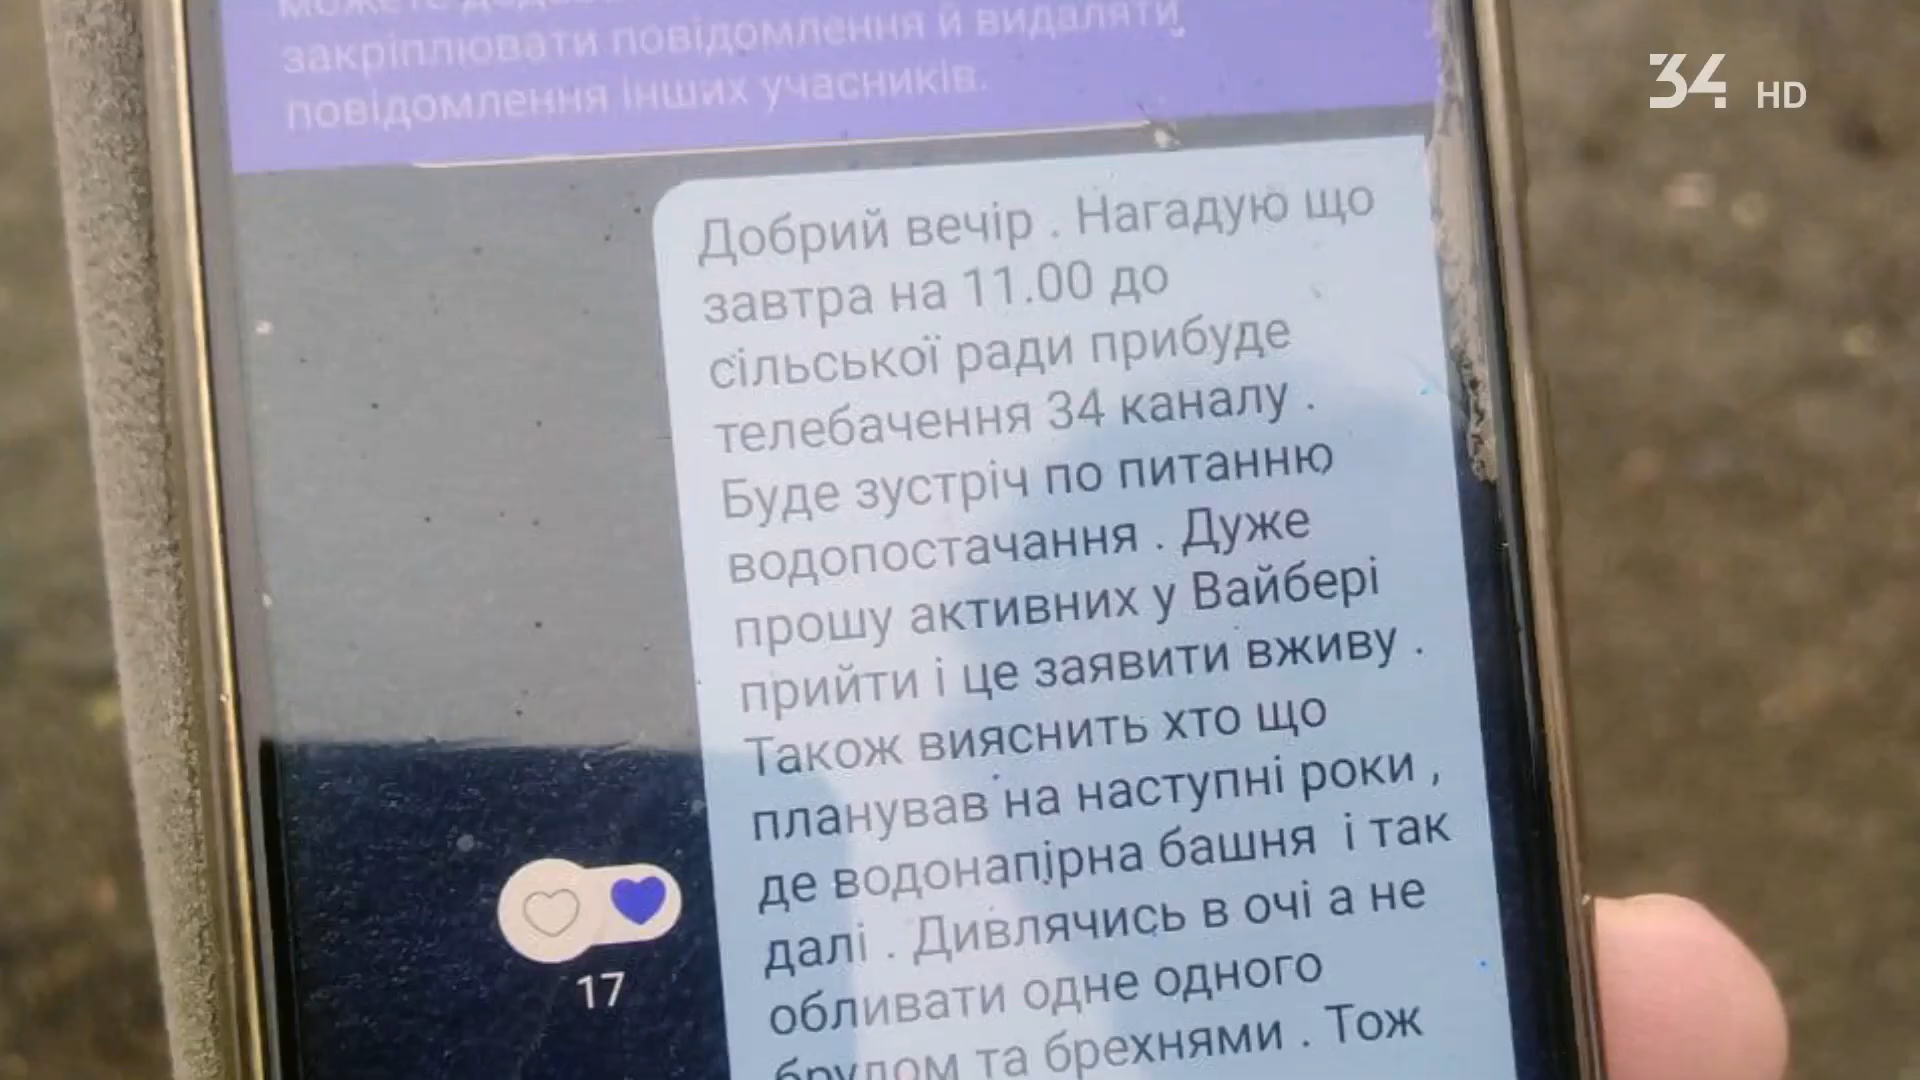 закріплювати повідомлення й видаляти
повідомлення інших учасників.
34 HD
Добрий вечір . Нагадую що
завтра на 11.00 до
сільської ради прибуде
телебачення 34 каналу .
Буде зустріч по питанню
водопостачання . Дуже
прошу активних у Вайбері
прийти і це заявити вживу .
Також вияснить хто що
планував на наступні роки ,
де водонапірна башня і так
далі . Дивлячись в очі а не
обливати одне одного
брудом та брехнями . Тож
17